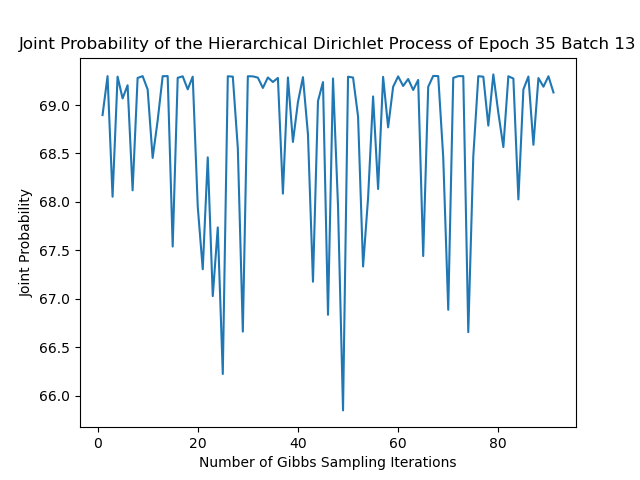 Joint Probability of the Hierarchical Dirichlet Process of Epoch 35 Batch 13
Joint Probability
69.0
68.5
68.0
67.5
67.0
66.5
66.0
0 20 40 60 80
Number of Gibbs Sampling Iterations